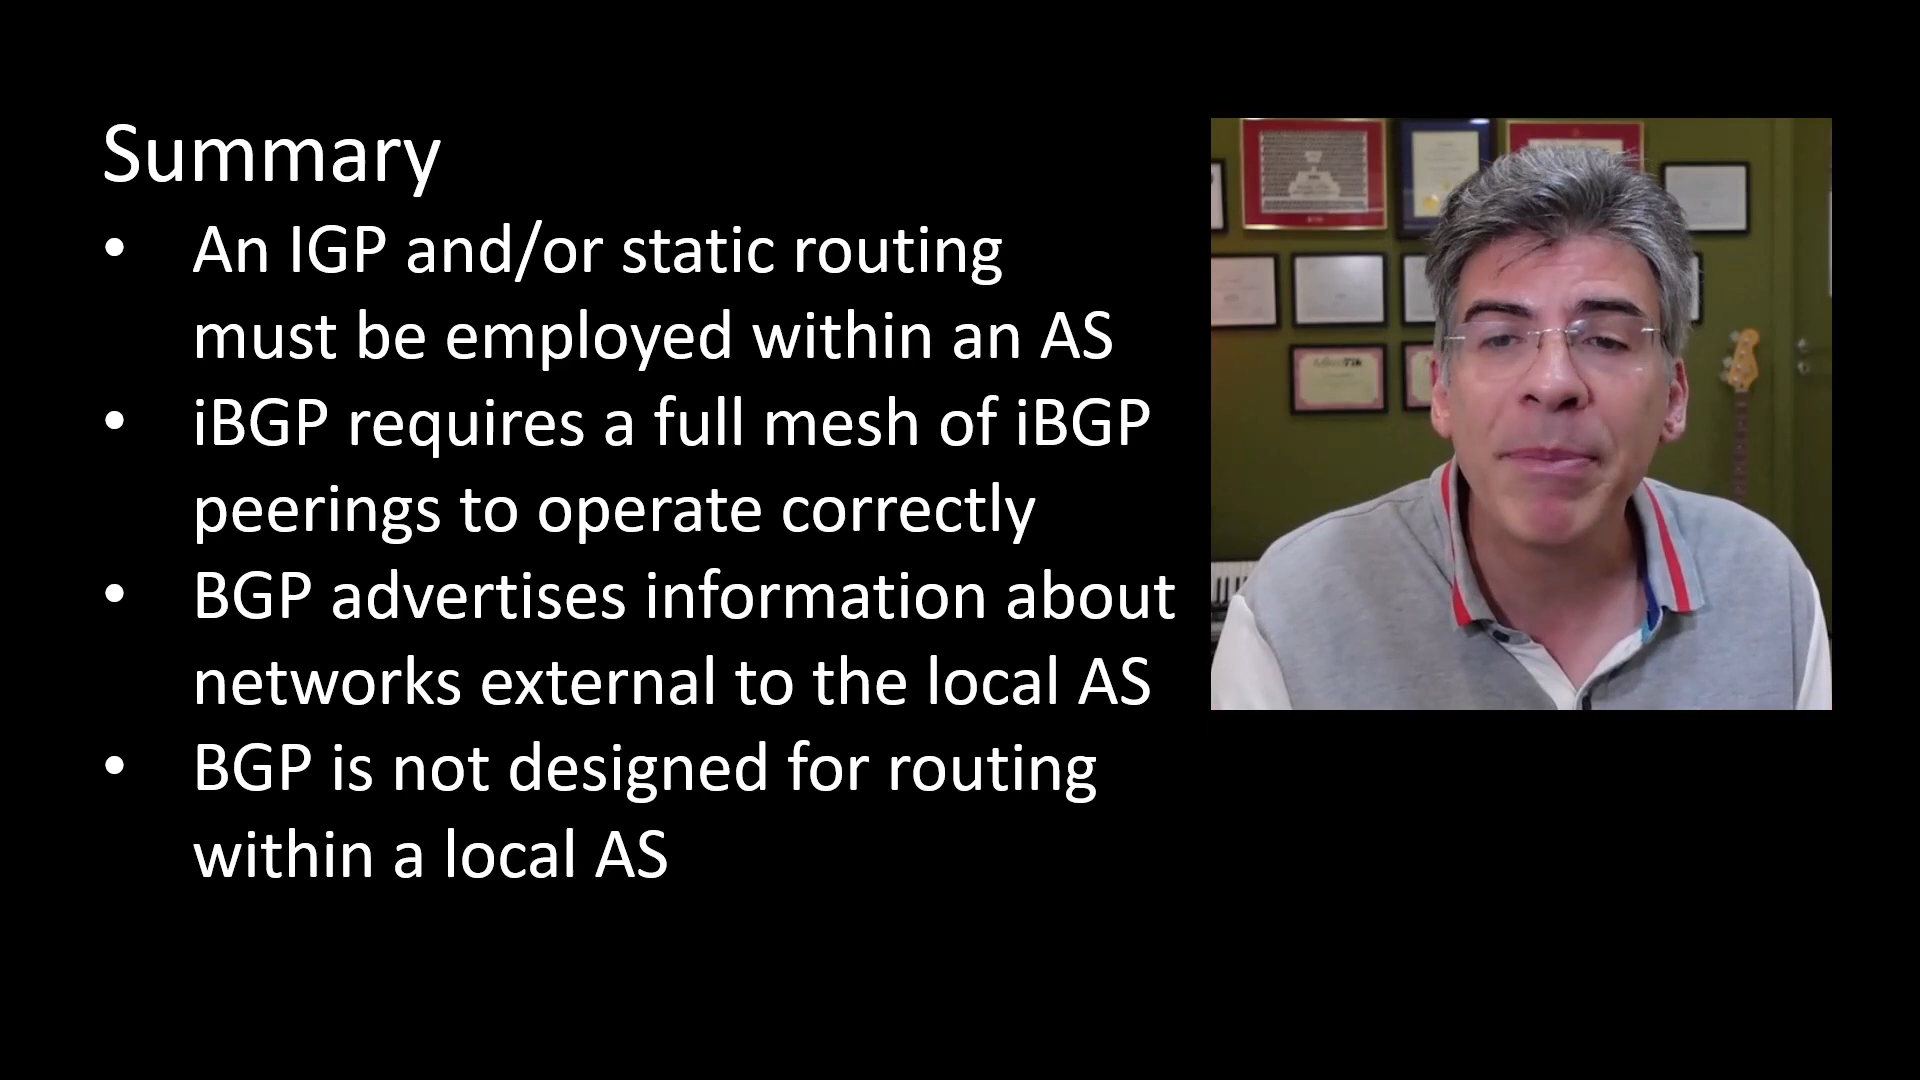 Summary
• An IGP and/or static routing
must be employed within an AS
• iBGP requires a full mesh of iBGP
peerings to operate correctly
• BGP advertises information about
networks external to the local AS
• BGP is not designed for routing
within a local AS